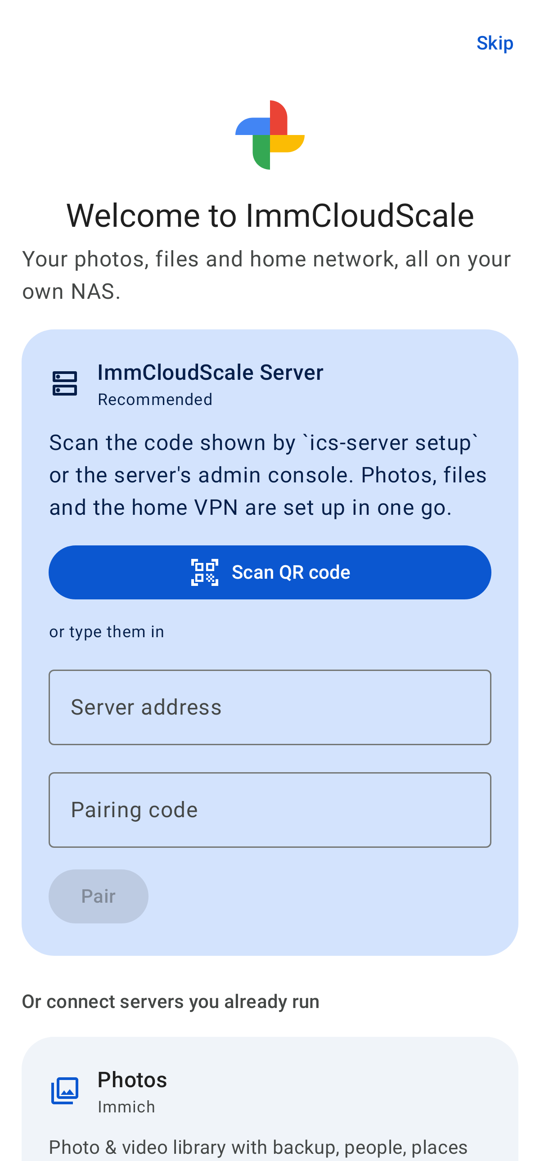 Skip
Welcome to ImmCloudScale
Your photos, files and home network, all on your
own NAS.
ImmCloudScale Server
Recommended
Scan the code shown by `ics-server setup`
or the server's admin console. Photos, files
and the home VPN are set up in one go.
Scan QR code
or type them in
Server address
Pairing code
Pair
Or connect servers you already run
Photos
Immich
Photo & video library with backup, people, places